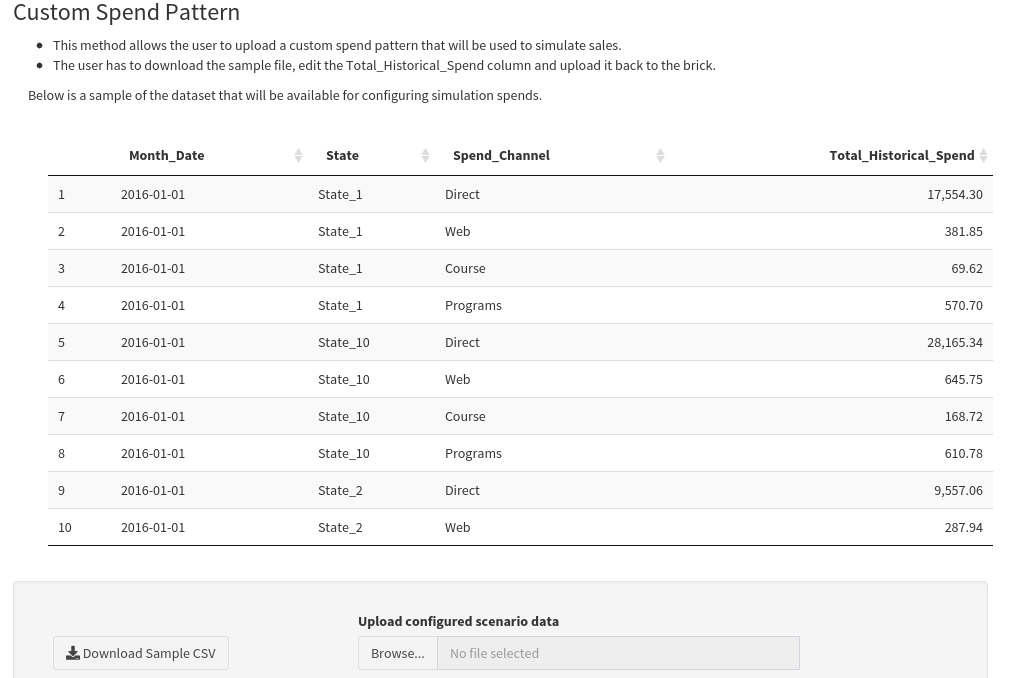 Custom Spend Pattern
• This method allows the user to upload a custom spend pattern that will be used to simulate sales.
• The user has to download the sample file, edit the Total_Historical_Spend column and upload it back to the brick.
Below is a sample of the dataset that will be available for configuring simulation spends.
Month_Date State Spend_Channel Total_Historical_Spend
1 2016-01-01 State_1 Direct 17,554.30
2 2016-01-01 State_1 Web 381.85
3 2016-01-01 State_1 Course 69.62
4 2016-01-01 State_1 Programs 570.70
5 2016-01-01 State_10 Direct 28,165.34
6 2016-01-01 State_10 Web 645.75
7 2016-01-01 State_10 Course 168.72
8 2016-01-01 State_10 Programs 610.78
9 2016-01-01 State_2 Direct 9,557.06
10 2016-01-01 State_2 Web 287.94
Upload configured scenario data
Download Sample CSV Browse... No file selected